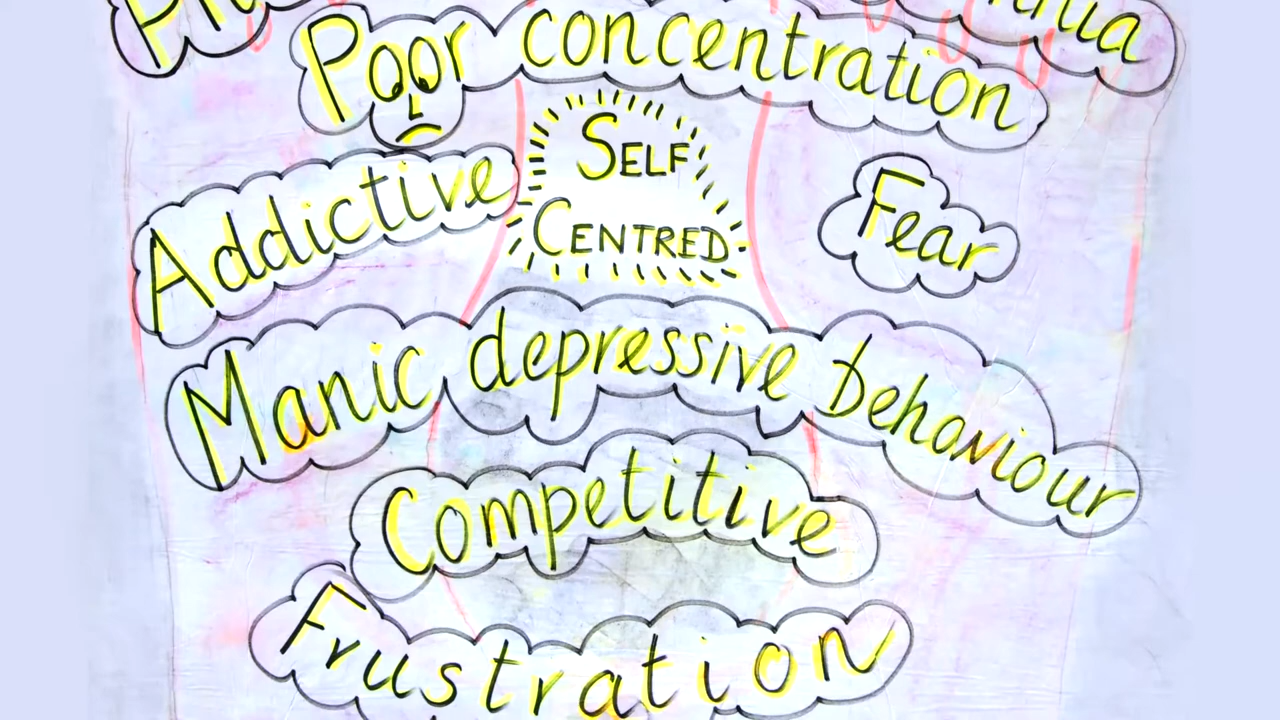 Poor concentration
SELF
CENTRED
Addictive
Fear
Manic depressive behaviour
Competitive
Frustration